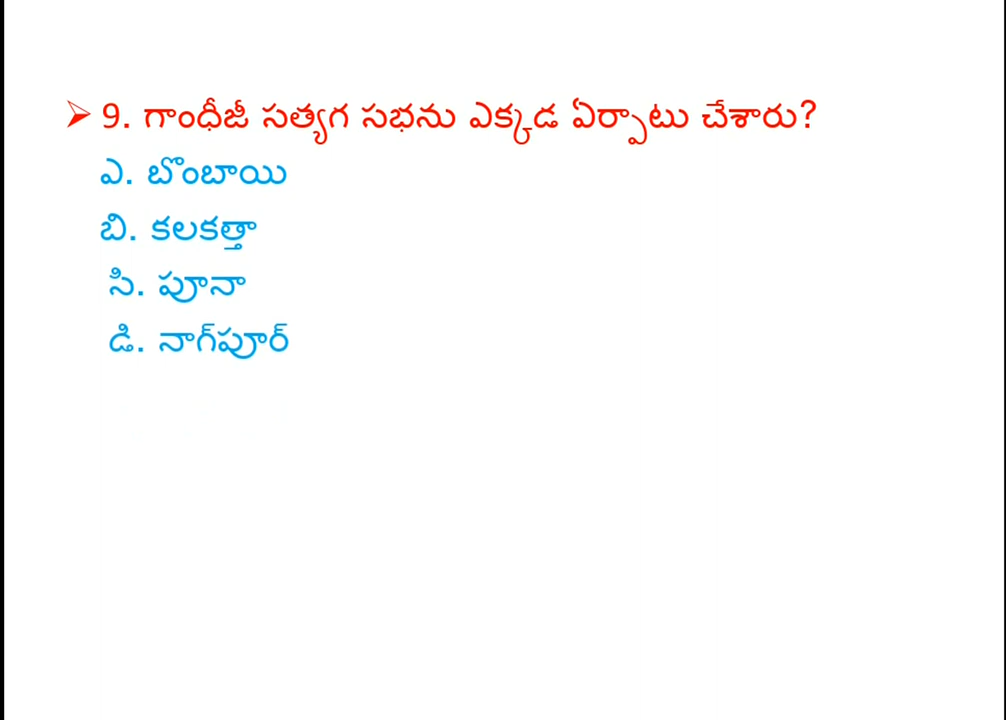 ➢ 9. గాంధీజీ సత్యగ సభను ఎక్కడ ఏర్పాటు చేశారు?
ఎ. బొంబాయి
బి. కలకత్తా
సి. పూనా
డి. నాగ్‌పూర్